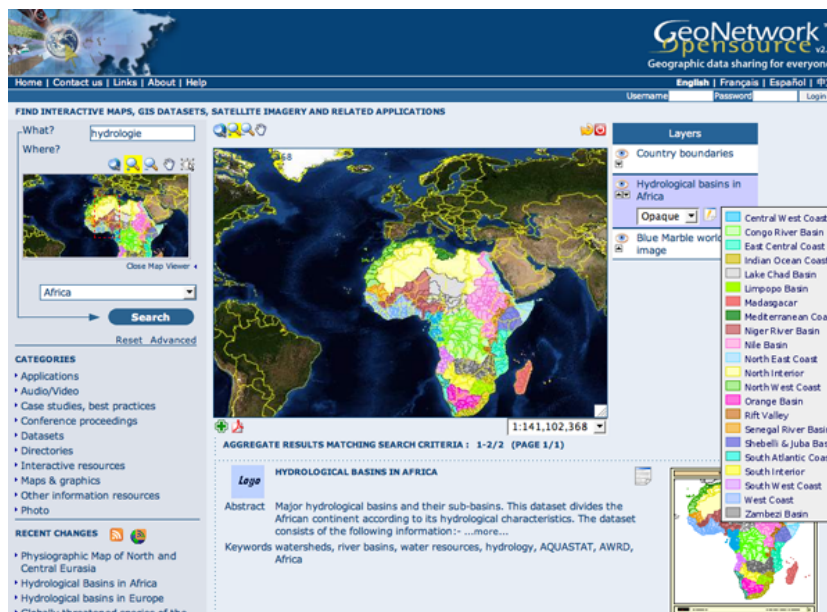 GeoNetwork
Opensource v2.
Geographic data sharing for everyone
Home | Contact us | Links | About | Help
English | Français | Español | 中
Username Password Login
FIND INTERACTIVE MAPS, GIS DATASETS, SATELLITE IMAGERY AND RELATED APPLICATIONS
What? hydrologie
Where?
Close Map Viewer
Africa
Search
Reset Advanced
CATEGORIES
Applications
Audio/Video
Case studies, best practices
Conference proceedings
Datasets
Directories
Interactive resources
Maps & graphics
Other information resources
Photo
RECENT CHANGES
Physiographic Map of North and
Central Eurasia
Hydrological Basins in Africa
Hydrological basins in Europe
Globally threatened species of the
68
1:141,102,368
Layers
Country boundaries
Hydrological basins in
Africa
Opaque
Blue Marble world
image
Central West Coast
Congo River Basin
East Central Coast
Indian Ocean Coast
Lake Chad Basin
Limpopo Basin
Madagascar
Mediterranean Coa
Niger River Basin
Nile Basin
North East Coast
North Interior
North West Coast
Orange Basin
Rift Valley
Senegal River Basin
Shebelli & Juba Bas
South Atlantic Coas
South Interior
South West Coast
West Coast
Zambezi Basin
AGGREGATE RESULTS MATCHING SEARCH CRITERIA : 1-2/2 (PAGE 1/1)
Logo
HYDROLOGICAL BASINS IN AFRICA
Abstract Major hydrological basins and their sub-basins. This dataset divides the
African continent according to its hydrological characteristics. The dataset
consists of the following information:- ...more...
Keywords watersheds, river basins, water resources, hydrology, AQUASTAT, AWRD,
Africa